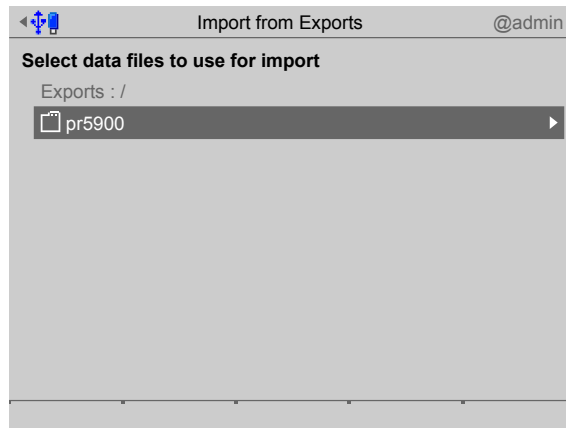 Import from Exports @admin
Select data files to use for import
Exports : /
pr5900